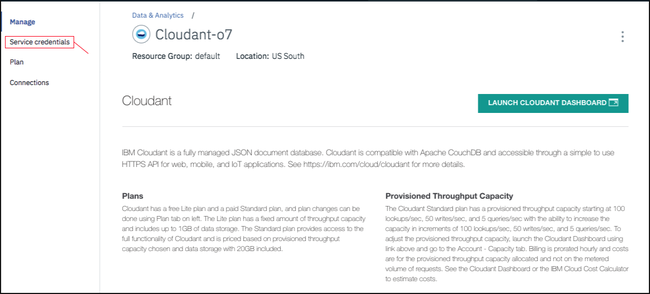 Manage
Service credentials
Plan
Connections
Data & Analytics /
Cloudant-o7
Resource Group: default Location: US South
Cloudant
LAUNCH CLOUDANT DASHBOARD
IBM Cloudant is a fully managed JSON document database. Cloudant is compatible with Apache CouchDB and accessible through a simple to use
HTTPS API for web, mobile, and IoT applications. See https://ibm.com/cloud/cloudant for more details.
Plans
Cloudant has a free Lite plan and a paid Standard plan, and plan changes can be
done using Plan tab on left. The Lite plan has a fixed amount of throughput capacity
and includes up to 1GB of data storage. The Standard plan provides access to the
full functionality of Cloudant and is priced based on provisioned throughput
capacity chosen and data storage with 20GB included.
Provisioned Throughput Capacity
The Cloudant Standard plan has a provisioned throughput capacity starting at 100
lookups/sec, 50 writes/sec, and 5 queries/sec with the ability to increase the
capacity in increments of 100 lookups/sec, 50 writes/sec, and 5 queries/sec. To
adjust the provisioned throughput capacity, launch the Cloudant Dashboard using
link above and go to the Account - Capacity tab. Billing is prorated hourly and costs
are for the provisioned throughput capacity allocated and not on the metered
volume of requests. See the Cloudant Dashboard or the IBM Cloud Cost Calculator
to estimate costs.